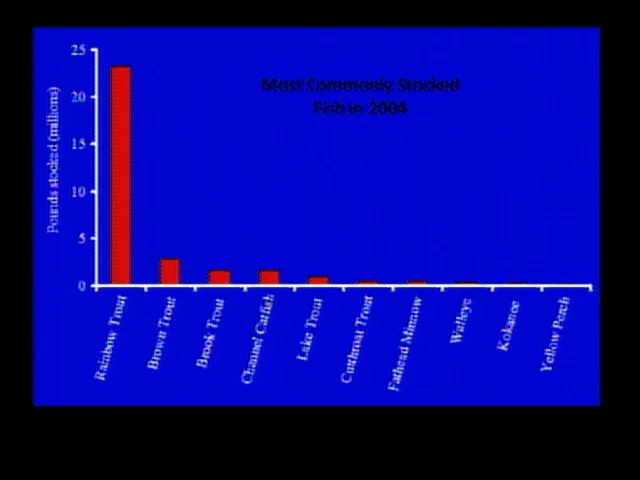 Most Commonly Stocked
Fish in 2004
Pounds stocked (millions)
25
20
15
10
5
0
Rainbow Trout
Brown Trout
Brook Trout
Channel Catfish
Lake Trout
Cutthroat Trout
Fathead Minnow
Walleye
Kokanee
Yellow Perch